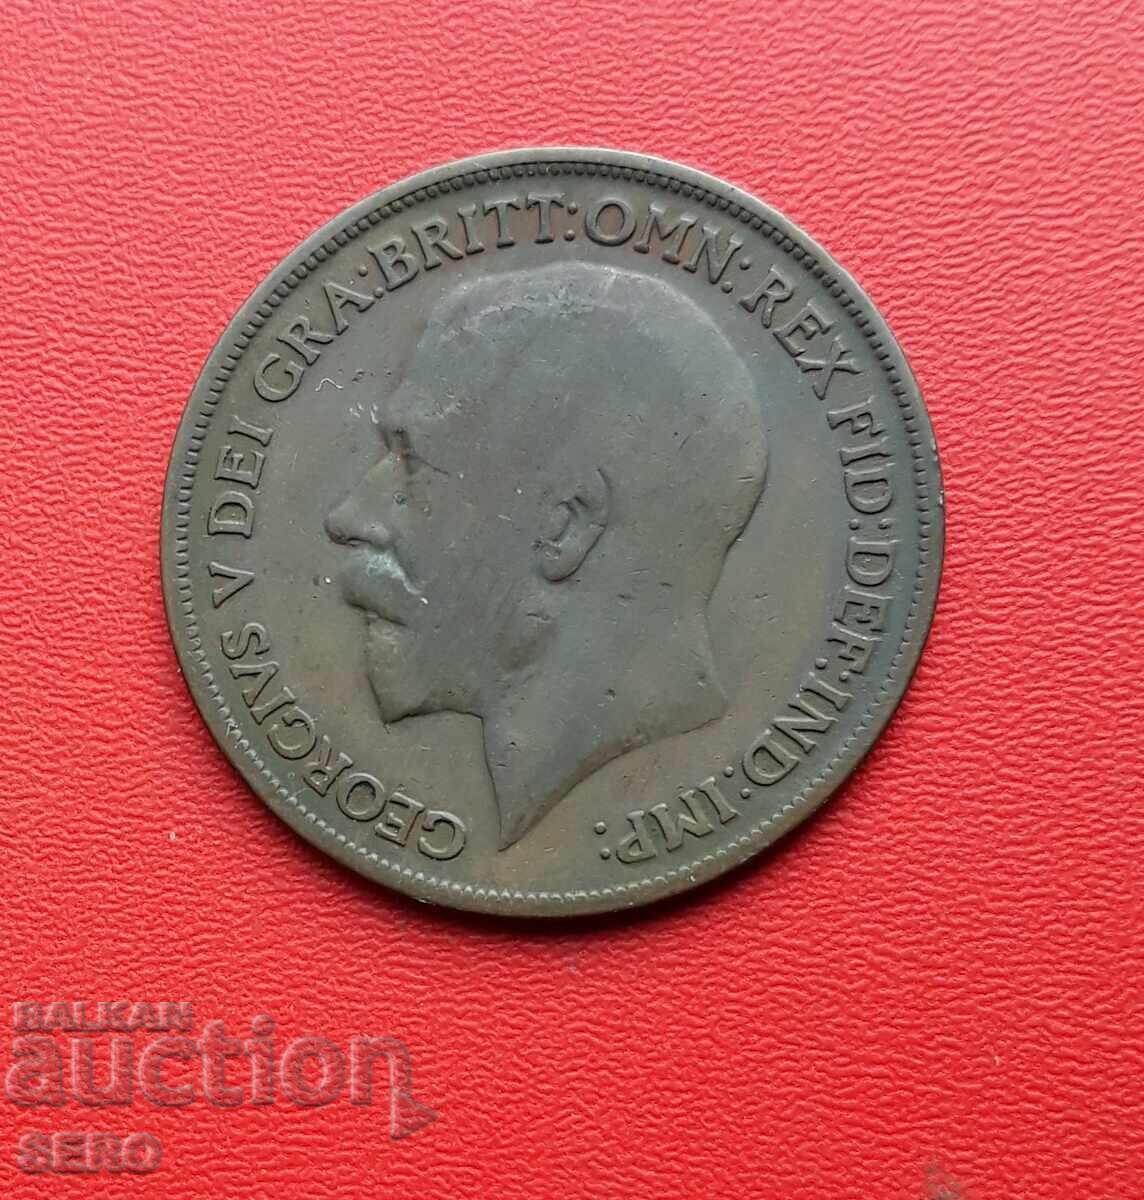 GEORGIVS V DEI GRA: BRITT: OMN: REX FID: DEF: IND: IMP:
BALKAN
auction
SERO